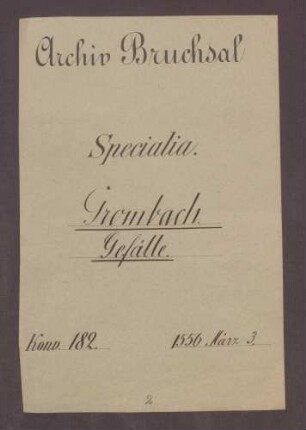 Archiv Bruchsal
Specialia.
Grombach.
Gefälle.
Konv. 182. 1556 März 3.
2